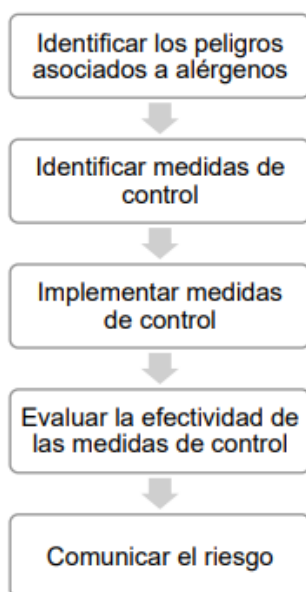 Identificar los peligros
asociados a alérgenos
Identificar medidas de
control
Implementar medidas
de control
Evaluar la efectividad de
las medidas de control
Comunicar el riesgo